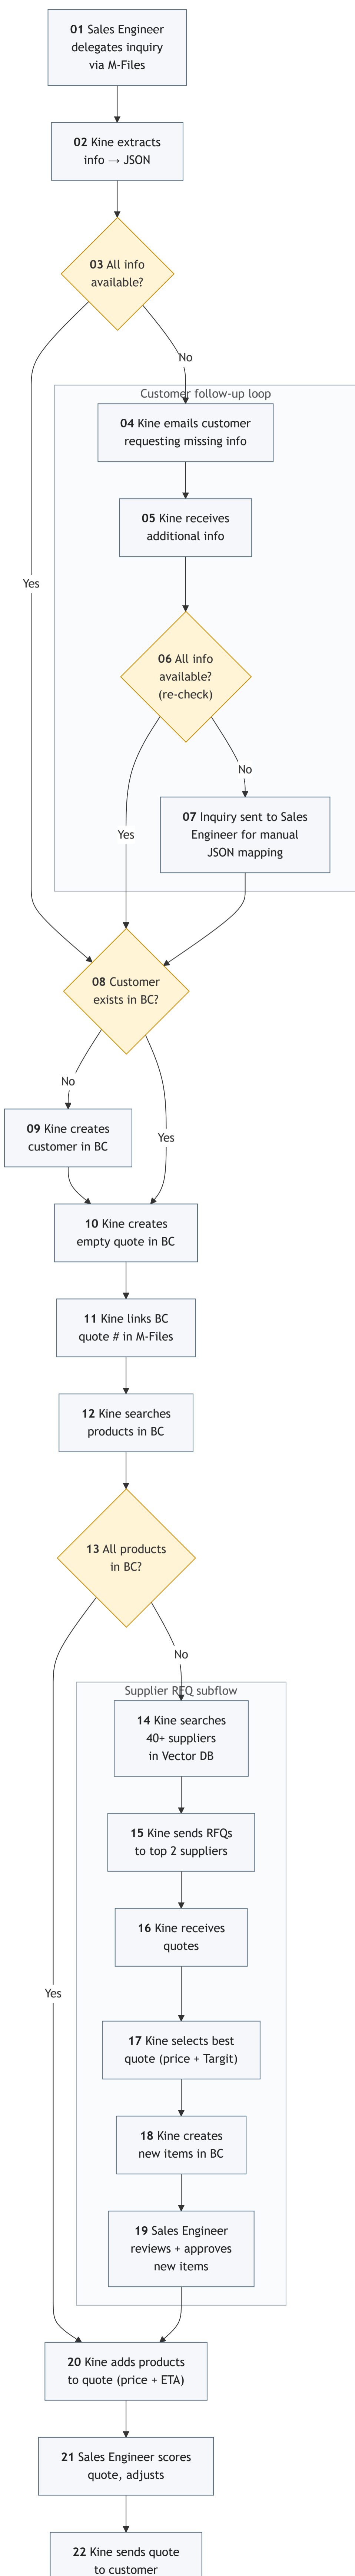 01 Sales Engineer
delegates inquiry
via M-Files
02 Kine extracts
info → JSON
03 All info
available?
No
Customer follow-up loop
04 Kine emails customer
requesting missing info
05 Kine receives
additional info
Yes
06 All info
available?
(re-check)
No
07 Inquiry sent to Sales
Engineer for manual
JSON mapping
Yes
08 Customer
exists in BC?
No
09 Kine creates
customer in BC
Yes
10 Kine creates
empty quote in BC
11 Kine links BC
quote # in M-Files
12 Kine searches
products in BC
13 All products
in BC?
No
Supplier RFQ subflow
14 Kine searches
40+ suppliers
in Vector DB
15 Kine sends RFQs
to top 2 suppliers
16 Kine receives
quotes
Yes
17 Kine selects best
quote (price + Targit)
18 Kine creates
new items in BC
19 Sales Engineer
reviews + approves
new items
20 Kine adds products
to quote (price + ETA)
21 Sales Engineer scores
quote, adjusts
22 Kine sends quote
to customer